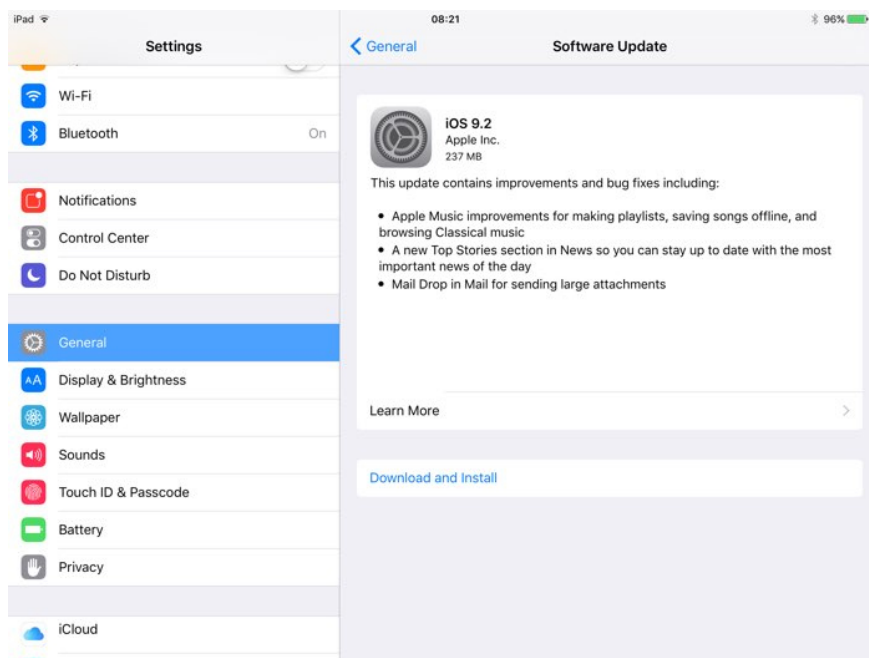 iPad 08:21 96%
Settings
General Software Update
Wi-Fi
Bluetooth On
Notifications
Control Center
Do Not Disturb
General
AA Display & Brightness
Wallpaper
Sounds
Touch ID & Passcode
Battery
Privacy
iCloud
iOS 9.2
Apple Inc.
237 MB
This update contains improvements and bug fixes including:
• Apple Music improvements for making playlists, saving songs offline, and
browsing Classical music
• A new Top Stories section in News so you can stay up to date with the most
important news of the day
• Mail Drop in Mail for sending large attachments
Learn More
Download and Install